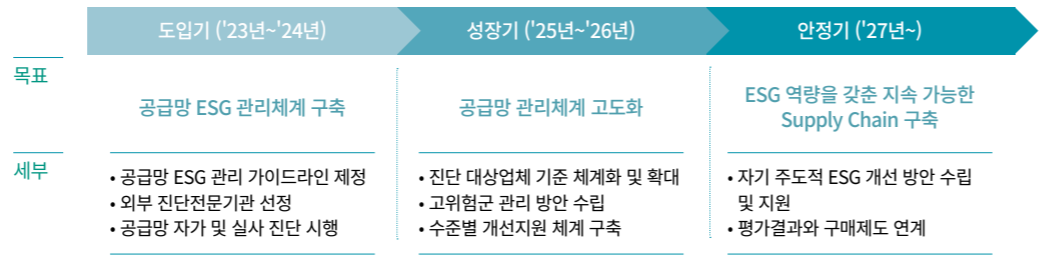 도입기 ('23년~'24년)
성장기 ('25년~'26년)
안정기 ('27년~)
목표
공급망 ESG 관리체계 구축
공급망 관리체계 고도화
ESG 역량을 갖춘 지속 가능한
Supply Chain 구축
세부
• 공급망 ESG 관리 가이드라인 제정
• 외부 진단전문기관 선정
• 공급망 자가 및 실사 진단 시행
• 진단 대상업체 기준 체계화 및 확대
• 고위험군 관리 방안 수립
• 수준별 개선지원 체계 구축
• 자기 주도적 ESG 개선 방안 수립
및 지원
• 평가결과와 구매제도 연계